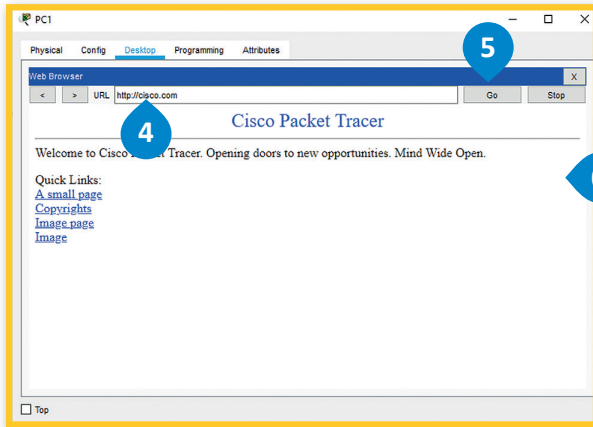 PC1
Physical Config Desktop Programming Attributes
5
Web Browser X
< > URL http://cisco.com Go Stop
4
Cisco Packet Tracer
Welcome to Cisco Tracer. Opening doors to new opportunities. Mind Wide Open.
Quick Links:
A small page
Copyrights
Image page
Image
Top